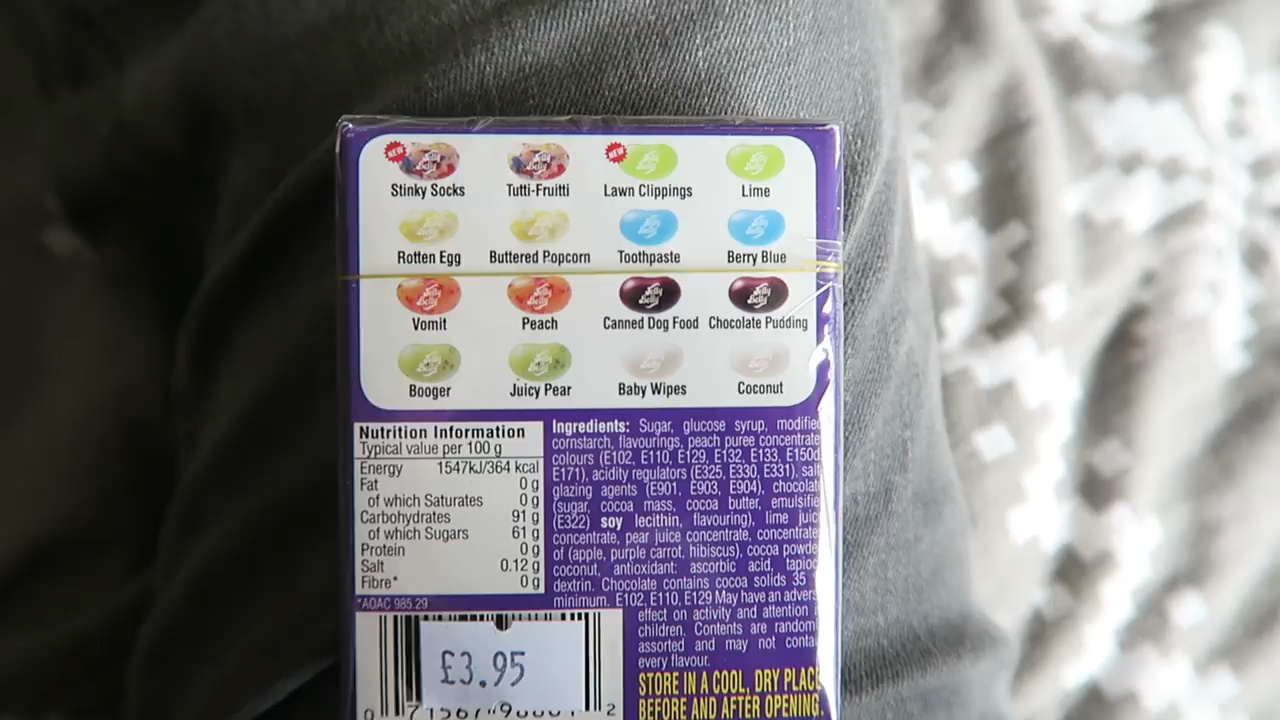 NEW NEW
Stinky Socks Tutti-Fruitti Lawn Clippings Lime
Rotten Egg Buttered Popcorn Toothpaste Berry Blue
Jelly Belly Jelly Belly Jelly Belly Jelly Belly
Vomit Peach Canned Dog Food Chocolate Pudding
Booger Juicy Pear Baby Wipes Coconut
Nutrition Information
Typical value per 100 g
Energy 1547kJ/364 kcal
Fat 0 g
of which Saturates 0 g
Carbohydrates 91 g
of which Sugars 61 g
Protein 0 g
Salt 0.12 g
Fibre* 0 g
*AOAC 985.29
Ingredients: Sugar, glucose syrup, modified
cornstarch, flavourings, peach puree concentrate
colours (E102, E110, E129, E132, E133, E150d
E171), acidity regulators (E325, E330, E331), salt
glazing agents (E901, E903, E904), chocolat
(sugar, cocoa mass, cocoa butter, emulsifie
(E322) soy lecithin, flavouring), lime juic
concentrate, pear juice concentrate, concentrate
of (apple, purple carrot, hibiscus), cocoa powde
coconut, antioxidant: ascorbic acid, tapioc
dextrin. Chocolate contains cocoa solids 35
minimum. E102, E110, E129 May have an advers
effect on activity and attention i
children. Contents are random
assorted and may not conta
every flavour.
STORE IN A COOL, DRY PLACE
BEFORE AND AFTER OPENING.
£3.95